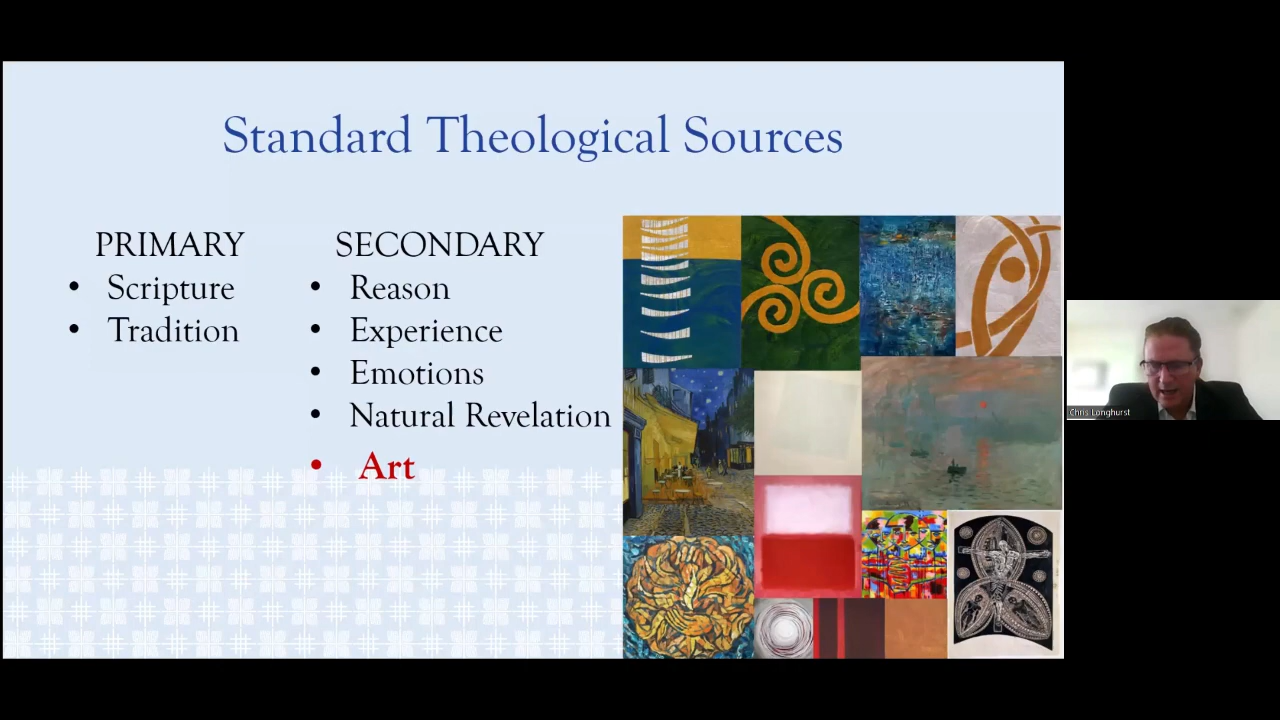 Standard Theological Sources
PRIMARY
• Scripture
• Tradition
SECONDARY
• Reason
• Experience
• Emotions
• Natural Revelation
• Art
Chris Longhurst